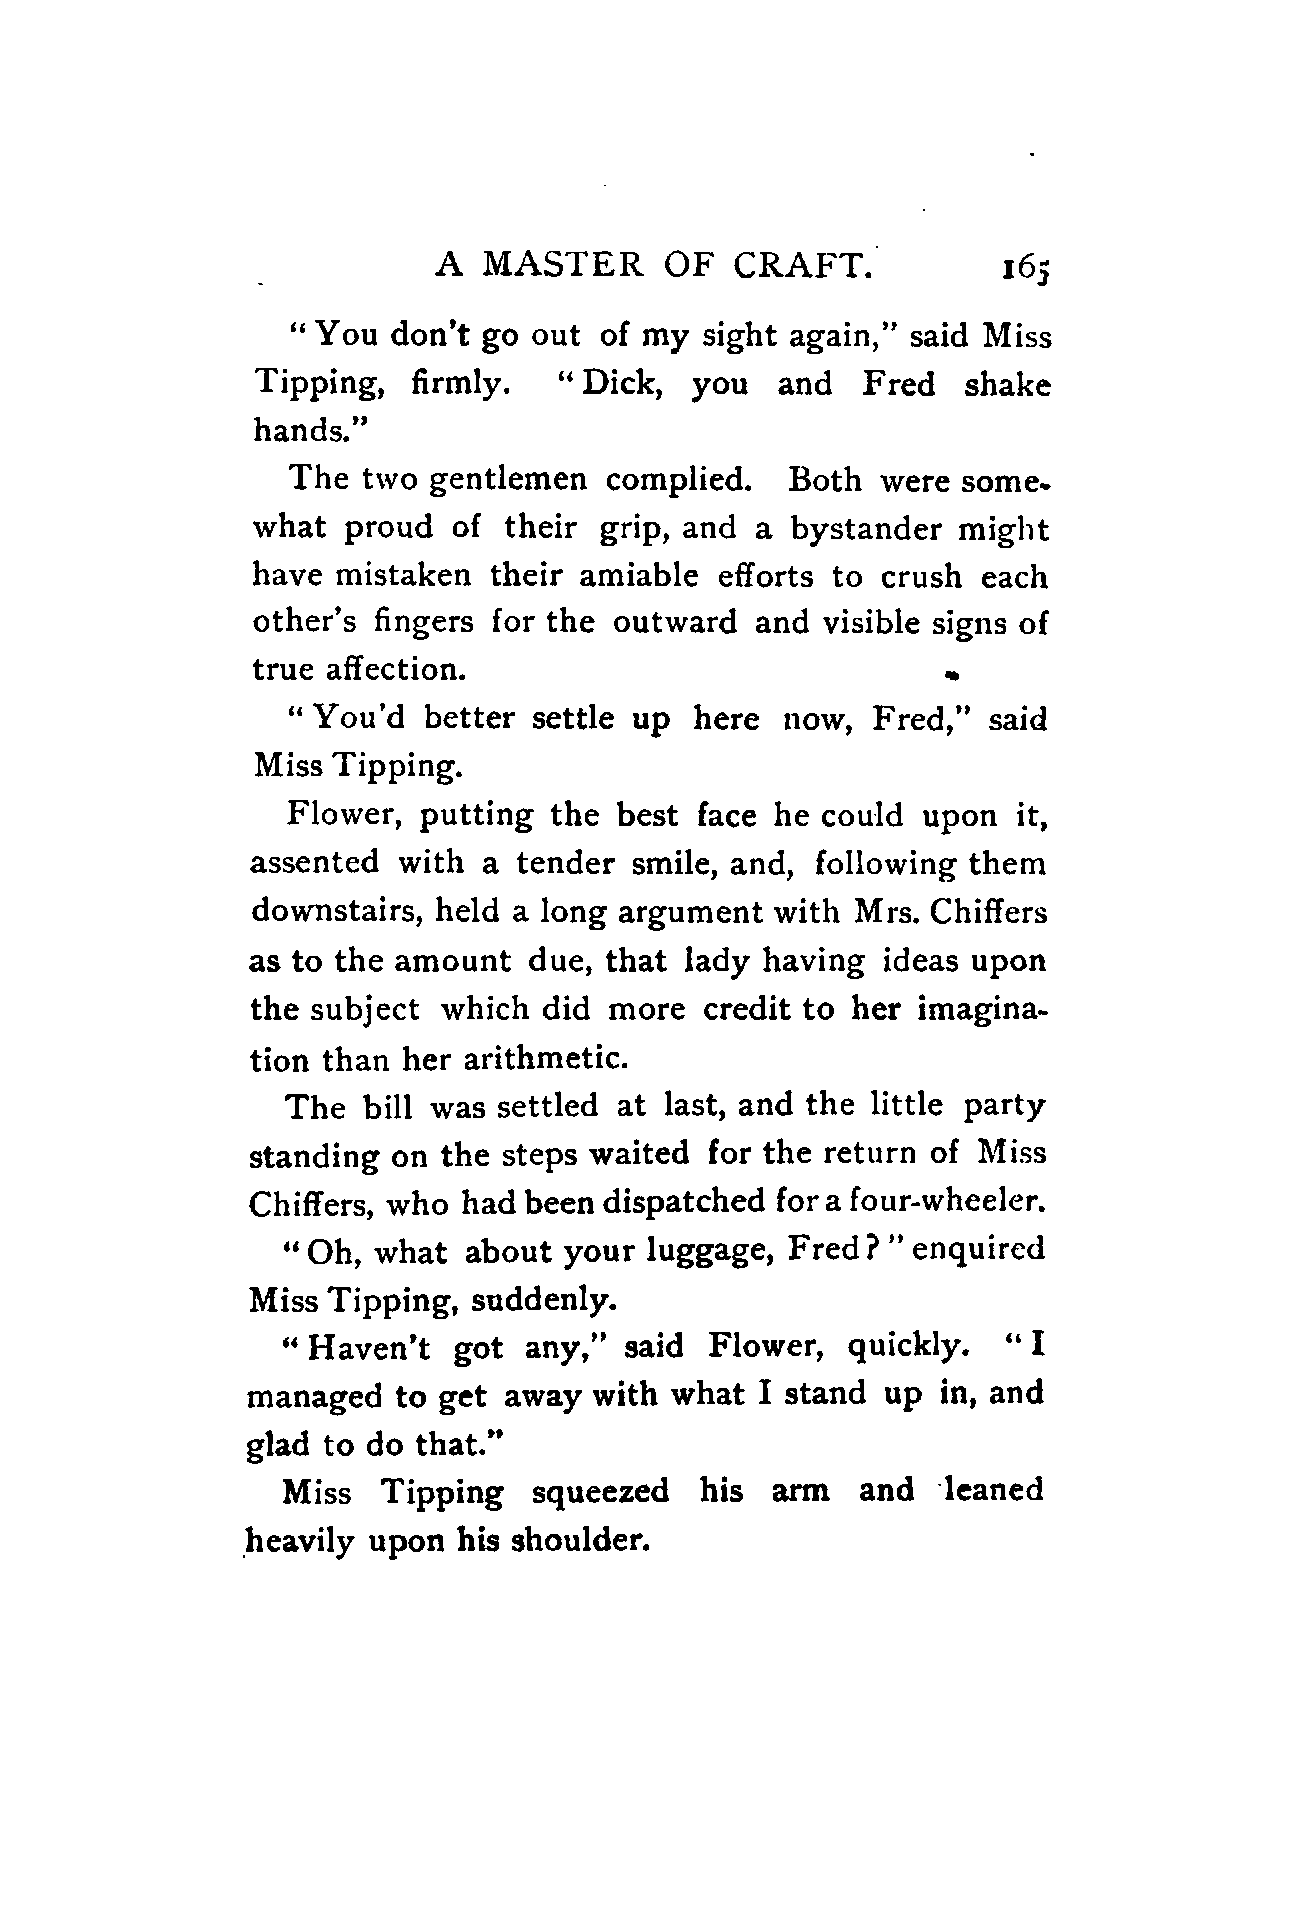 A MASTER OF CRAFT. 165
“ You don't go out of my sight again,” said Miss
Tipping, firmly. “ Dick, you and Fred shake
hands.”
The two gentlemen complied. Both were some-
what proud of their grip, and a bystander might
have mistaken their amiable efforts to crush each
other's fingers for the outward and visible signs of
true affection.
“ You'd better settle up here now, Fred,” said
Miss Tipping.
Flower, putting the best face he could upon it,
assented with a tender smile, and, following them
downstairs, held a long argument with Mrs. Chiffers
as to the amount due, that lady having ideas upon
the subject which did more credit to her imagina-
tion than her arithmetic.
The bill was settled at last, and the little party
standing on the steps waited for the return of Miss
Chiffers, who had been dispatched for a four-wheeler.
“ Oh, what about your luggage, Fred ? ” enquired
Miss Tipping, suddenly.
“ Haven't got any,” said Flower, quickly. “ I
managed to get away with what I stand up in, and
glad to do that.”
Miss Tipping squeezed his arm and leaned
heavily upon his shoulder.